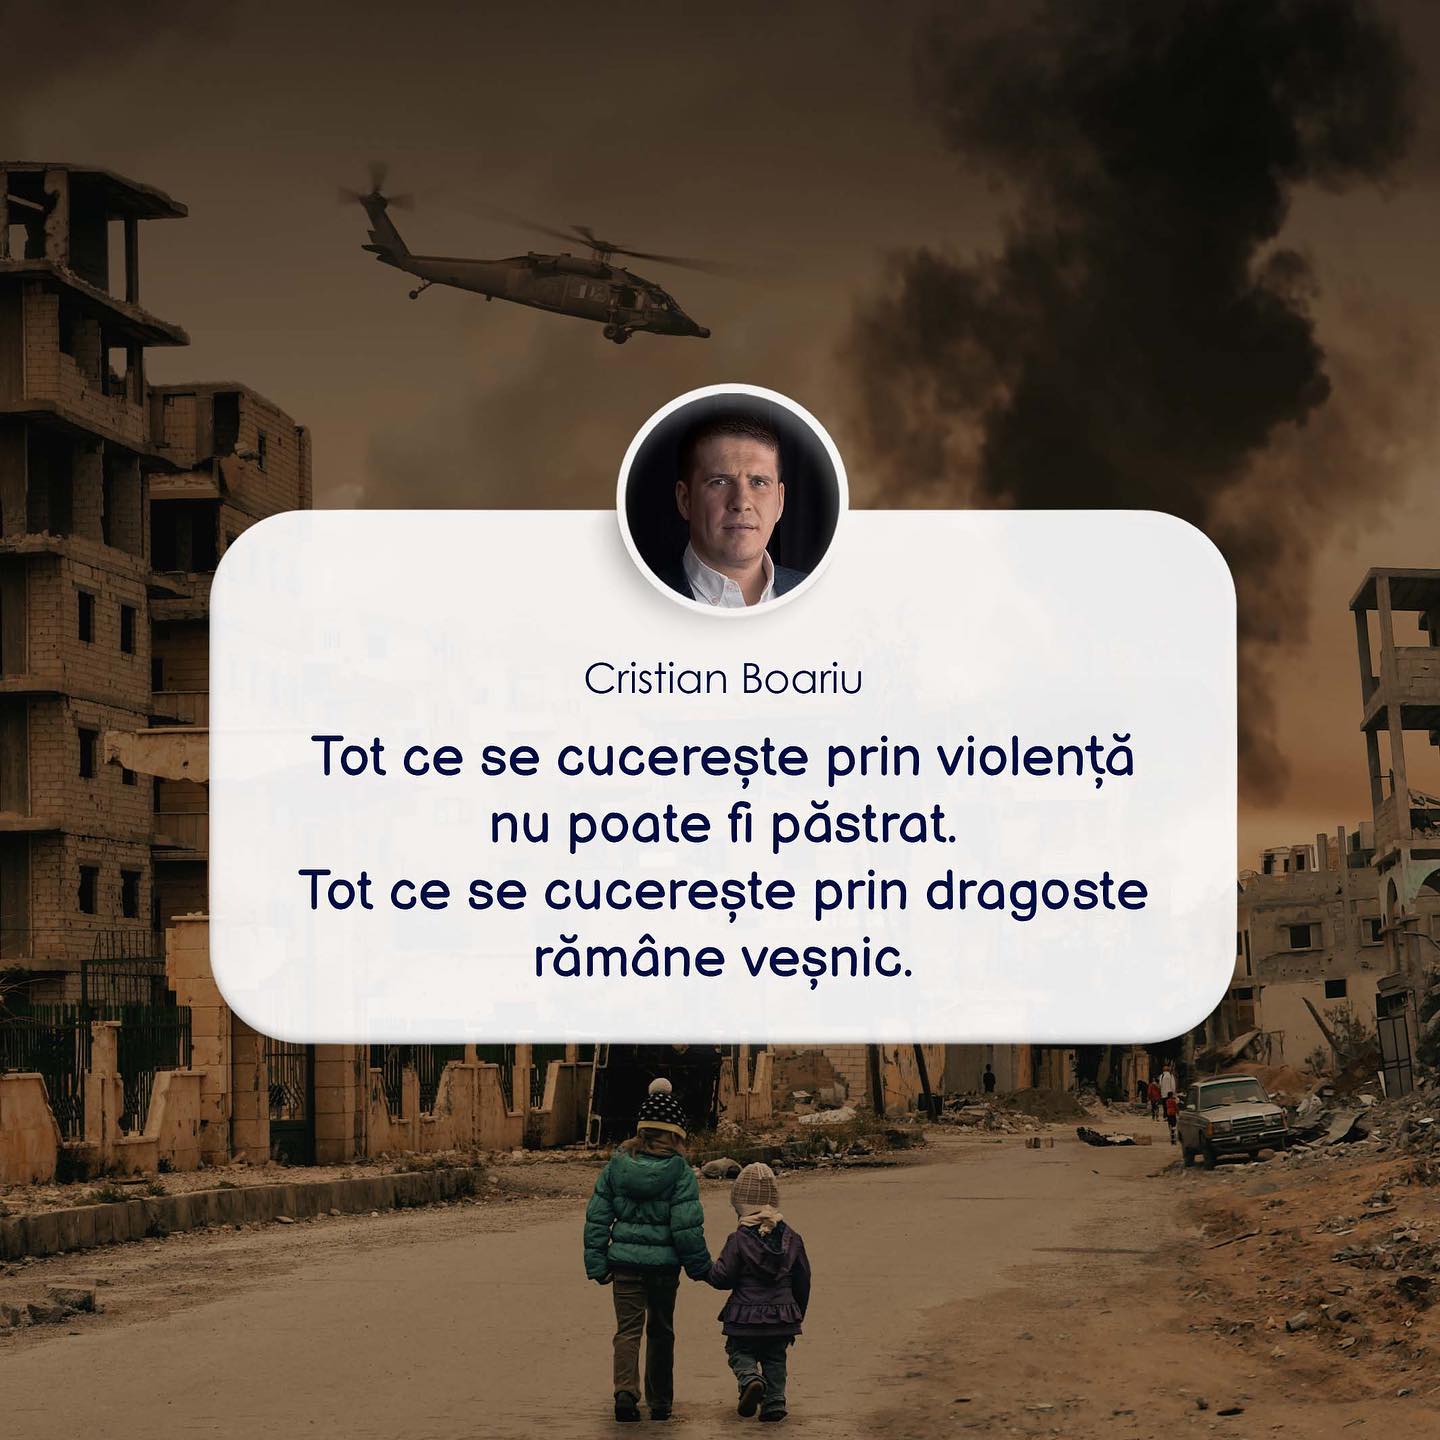 Cristian Boariu
Tot ce se cucerește prin violență
nu poate fi păstrat.
Tot ce se cucerește prin dragoste
rămâne veșnic.